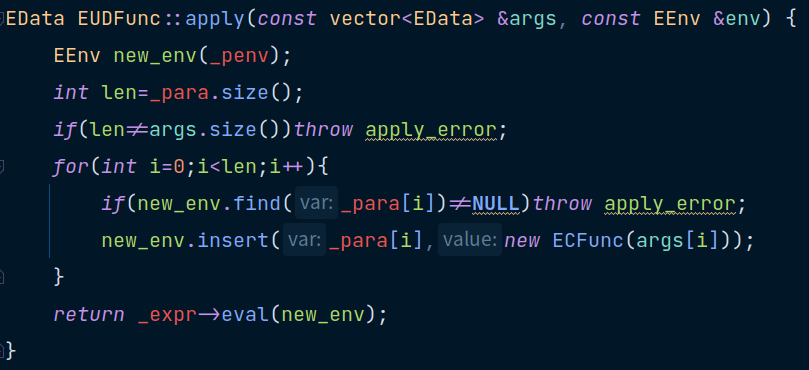 EData EUDFunc::apply(const vector<EData> &args, const EEnv &env) {
    EEnv new_env(_penv);
    int len=_para.size();
    if(len!=args.size())throw apply_error;
    for(int i=0;i<len;i++){
        if(new_env.find(var: _para[i])!=NULL)throw apply_error;
        new_env.insert(var: _para[i],value: new ECFunc(args[i]));
    }
    return _expr->eval(new_env);
}